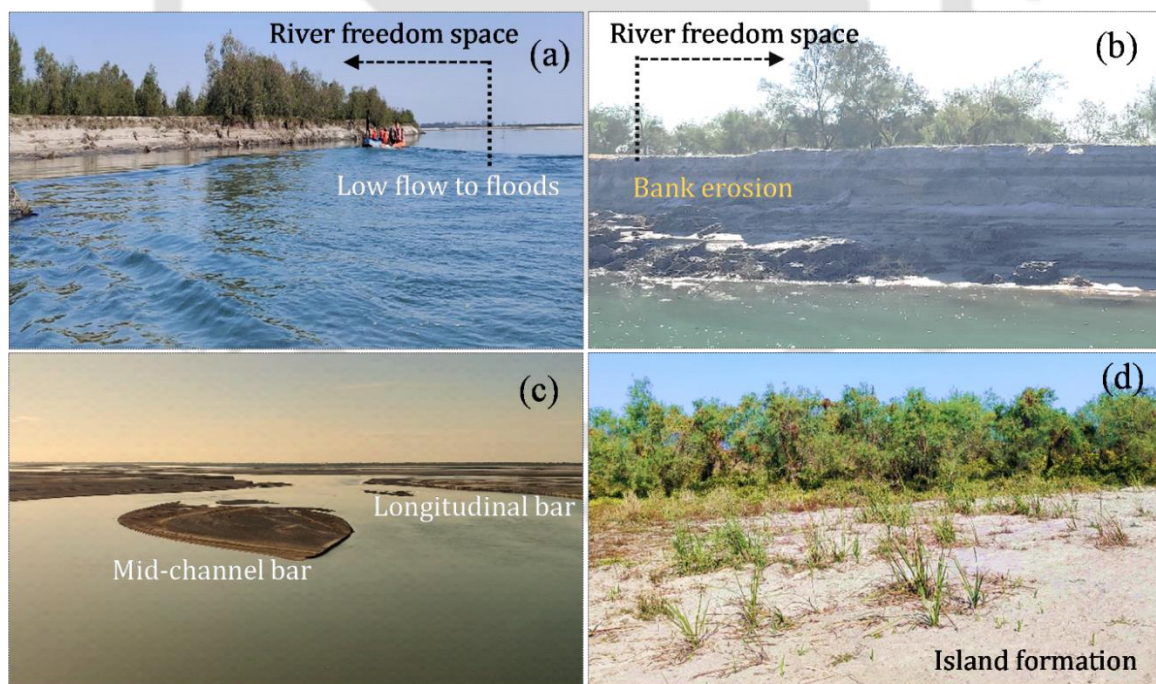 River freedom space
(a)
Low flow to floods
River freedom space
(b)
Bank erosion
(c)
Longitudinal bar
Mid-channel bar
(d)
Island formation